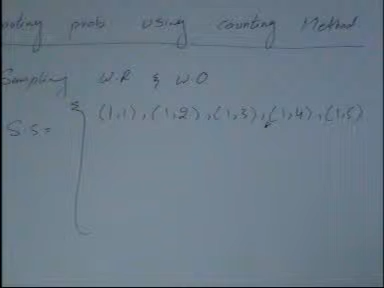 prob using counting Method.
Sampling W.R & W.O
S.S = { (1,1), (1,2), (1,3), (1,4), (1,5)